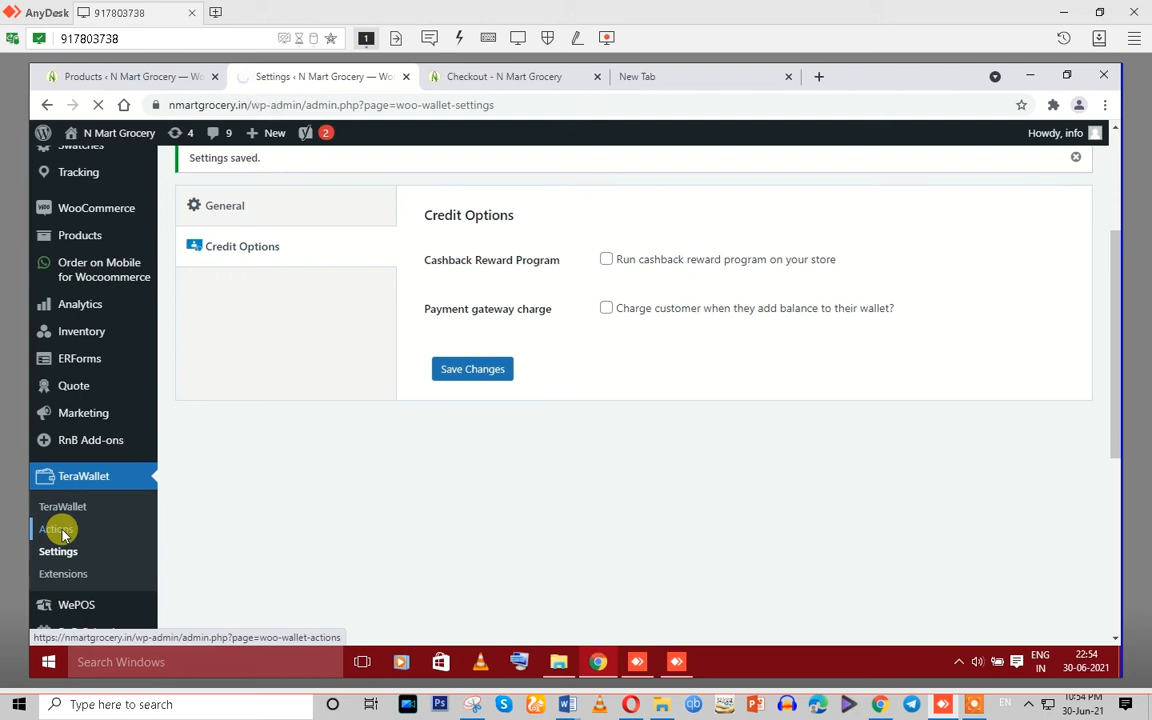 AnyDesk
917803738
917803738
1
Products ‹ N Mart Grocery — Wo
Settings ‹ N Mart Grocery — Wo
Checkout - N Mart Grocery
New Tab
nmartgrocery.in/wp-admin/admin.php?page=woo-wallet-settings
N Mart Grocery
4
9
New
2
Howdy, info
Swatches
Tracking
WooCommerce
Products
Order on Mobile
for Wocoommerce
Analytics
Inventory
ERForms
Quote
Marketing
RnB Add-ons
TeraWallet
TeraWallet
Actions
Settings
Extensions
WePOS
Settings saved.
General
Credit Options
Credit Options
Cashback Reward Program
Run cashback reward program on your store
Payment gateway charge
Charge customer when they add balance to their wallet?
Save Changes
https://nmartgrocery.in/wp-admin/admin.php?page=woo-wallet-actions
Search Windows
ENG
IN
22:54
30-06-2021
Type here to search
EN
10:54 PM
30-Jun-21